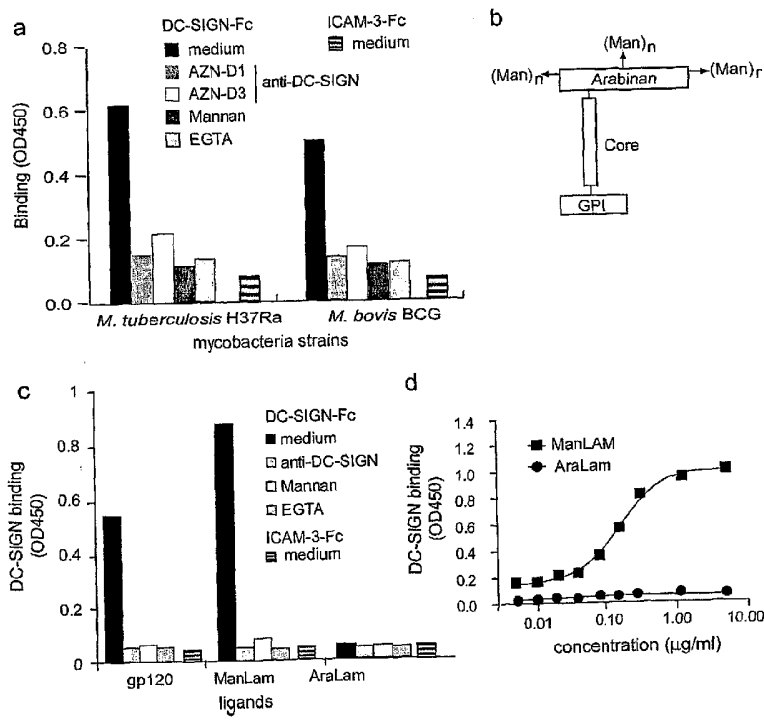 a
DC-SIGN-Fc
medium
AZN-D1
AZN-D3
anti-DC-SIGN
Mannan
EGTA
ICAM-3-Fc
medium
Binding (OD450)
0.8
0.6
0.4
0.2
0.0
M. tuberculosis H37Ra
M. bovis BCG
mycobacteria strains
b
(Man)n
(Man)n
(Man)n
Arabinan
Core
GPI
c
DC-SIGN binding
(OD450)
1
0.8
0.6
0.4
0.2
0
DC-SIGN-Fc
medium
anti-DC-SIGN
Mannan
EGTA
ICAM-3-Fc
medium
gp120
ManLam
AraLam
ligands
d
DC-SIGN binding
(OD450)
1.4
1.2
1.0
0.8
0.6
0.4
0.2
0.0
ManLAM
AraLam
0.01
0.10
1.00
10.00
concentration (µg/ml)